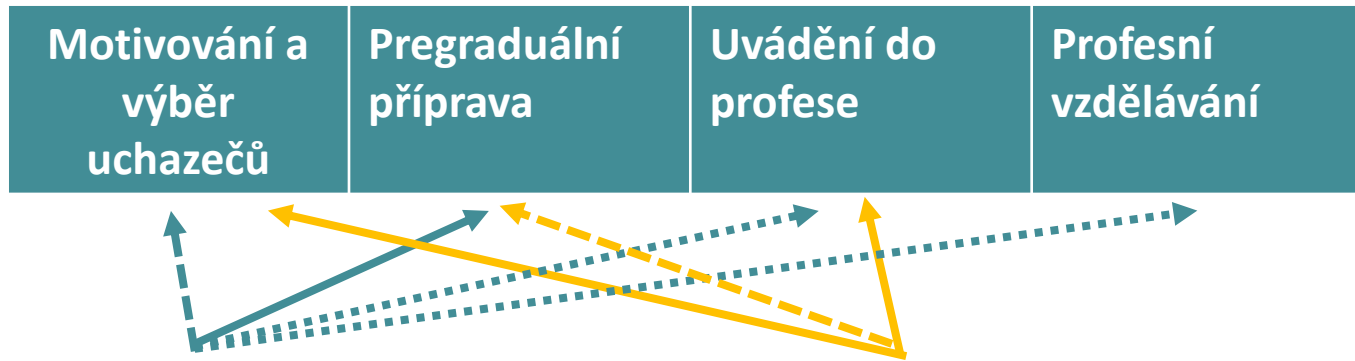 Motivování a
výběr
uchazečů
Pregraduální
příprava
Uvádění do
profese
Profesní
vzdělávání